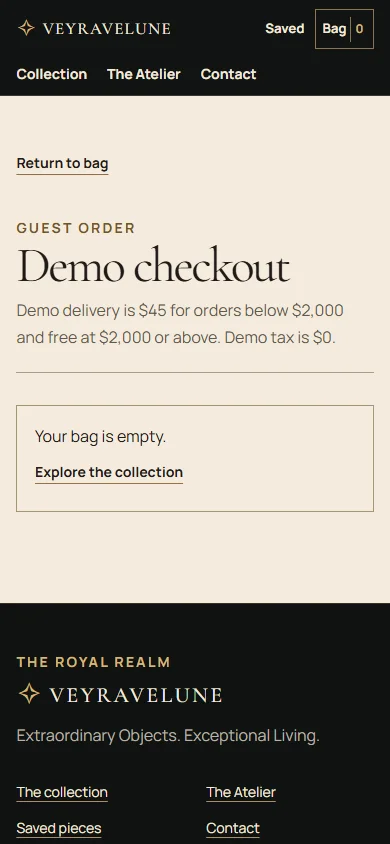 VEYRAVELUNE
Saved
Bag 0
Collection
The Atelier
Contact
Return to bag
GUEST ORDER
Demo checkout
Demo delivery is $45 for orders below $2,000
and free at $2,000 or above. Demo tax is $0.
Your bag is empty.
Explore the collection
THE ROYAL REALM
VEYRAVELUNE
Extraordinary Objects. Exceptional Living.
The collection
The Atelier
Saved pieces
Contact